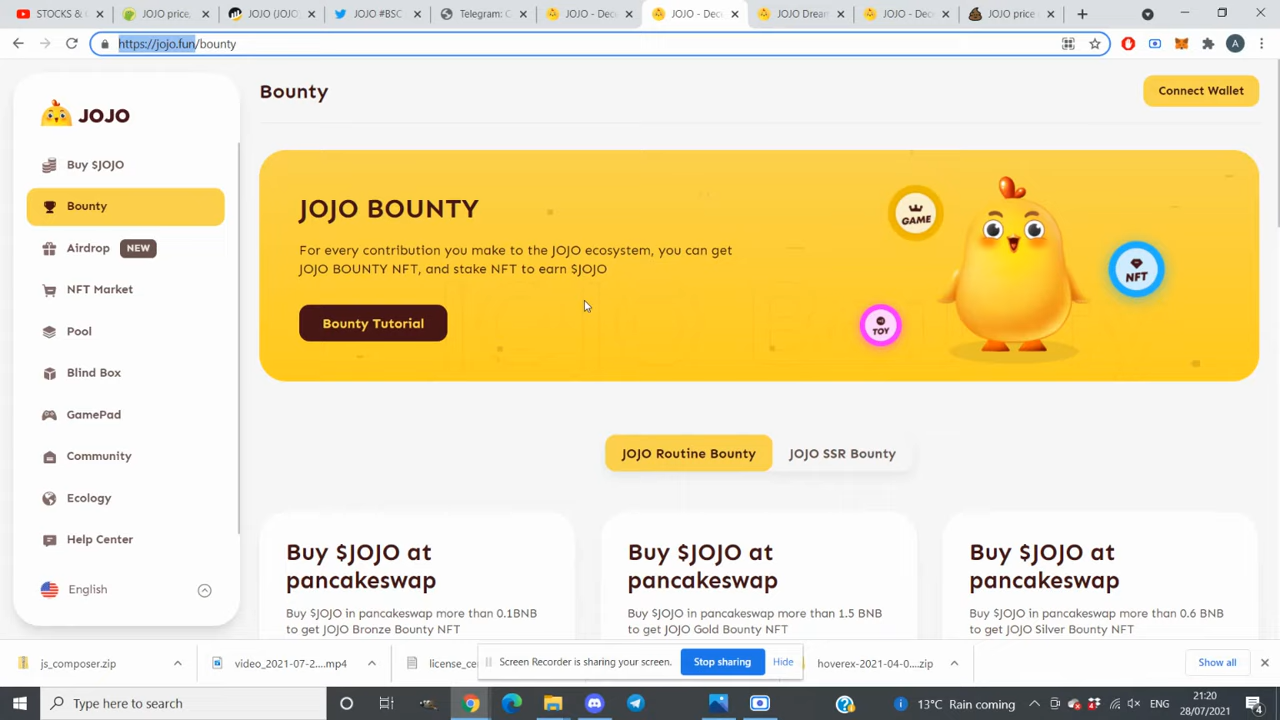 STOCKS &
JOJO price,
JOJO (JOJO)
JOJO #BSC
Telegram: C
JOJO - Dec
JOJO - Dec
JOJO Dream
JOJO - Dec
JOJO price
https://jojo.fun/bounty
A
JOJO
Buy $JOJO
Bounty
Airdrop NEW
NFT Market
Pool
Blind Box
GamePad
Community
Ecology
Help Center
English
Bounty
Connect Wallet
JOJO BOUNTY
For every contribution you make to the JOJO ecosystem, you can get
JOJO BOUNTY NFT, and stake NFT to earn $JOJO
Bounty Tutorial
GAME
NFT
TOY
JOJO Routine Bounty
JOJO SSR Bounty
Buy $JOJO at
pancakeswap
Buy $JOJO in pancakeswap more than 0.1BNB
to get JOJO Bronze Bounty NFT
Buy $JOJO at
pancakeswap
Buy $JOJO in pancakeswap more than 1.5 BNB
to get JOJO Gold Bounty NFT
Buy $JOJO at
pancakeswap
Buy $JOJO in pancakeswap more than 0.6 BNB
to get JOJO Silver Bounty NFT
js_composer.zip
video_2021-07-2....mp4
license_ce
Screen Recorder is sharing your screen.
Stop sharing
Hide
hoverex-2021-04-0....zip
Show all
Type here to search
13°C Rain coming
21:20
28/07/2021
4